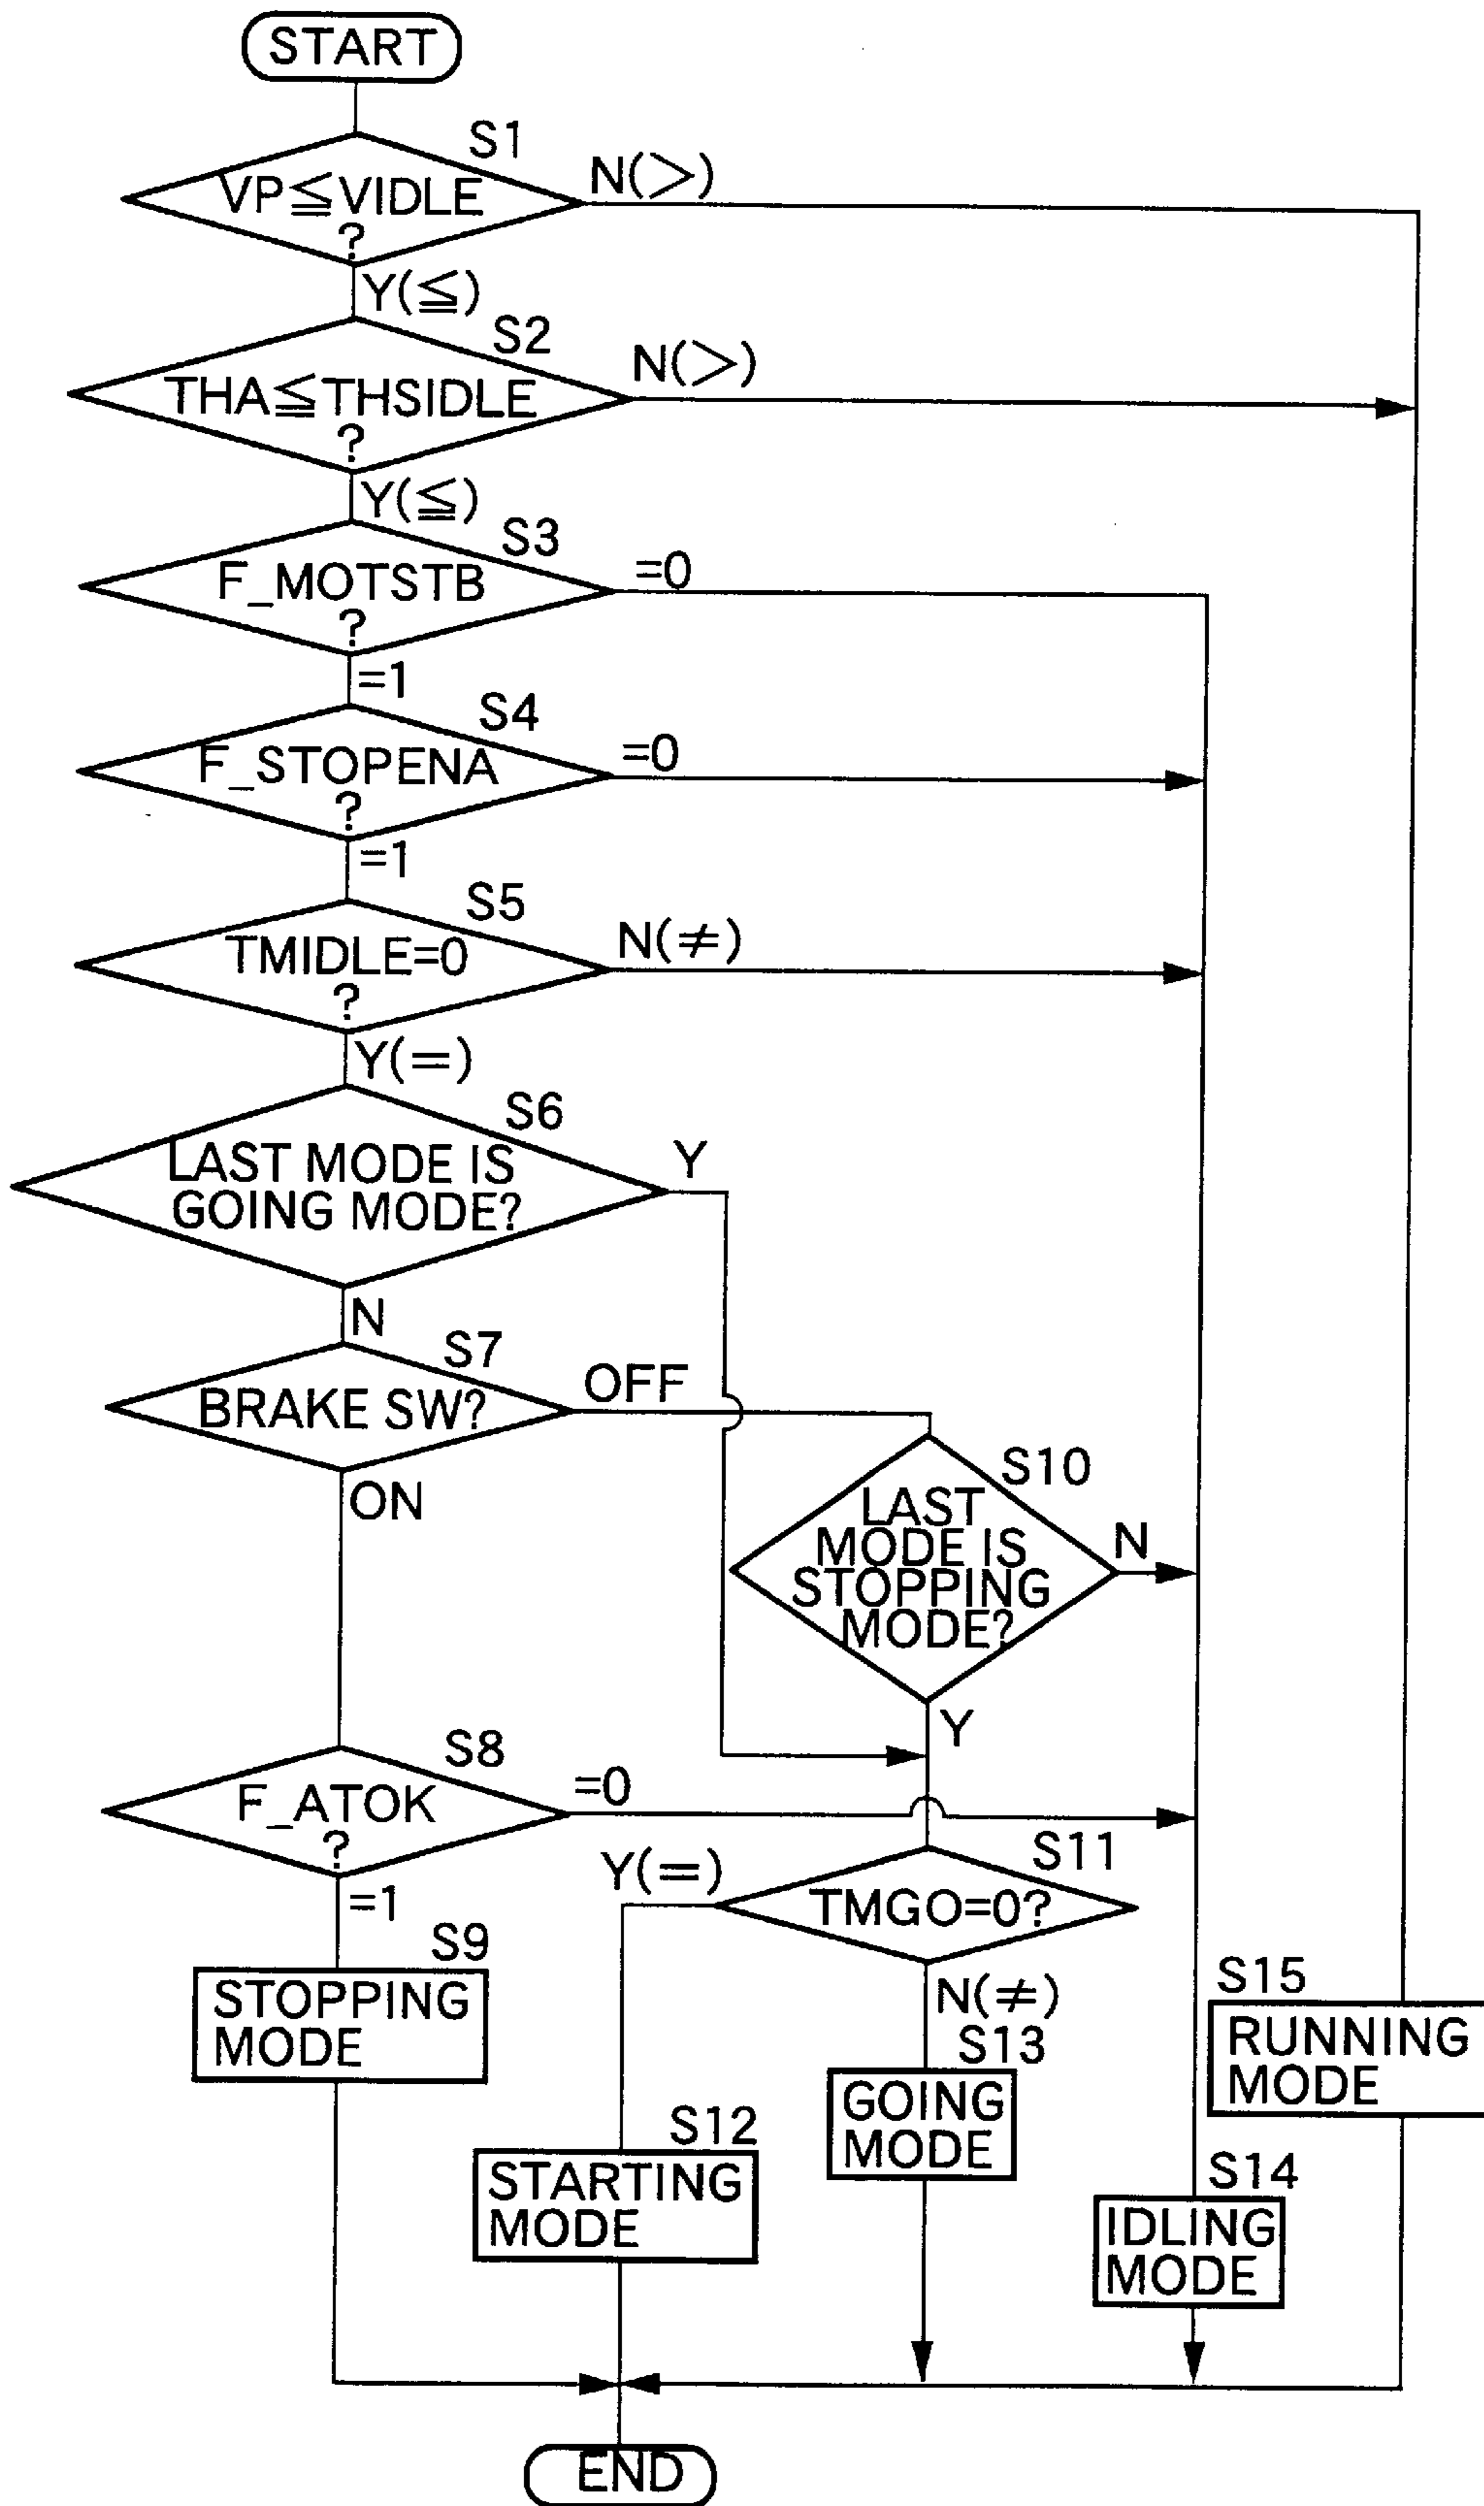 START
S1
VP≦VIDLE
?
N(>)
Y(≦)
S2
THA≦THSIDLE
?
N(>)
Y(≦)
S3
F_MOTSTB
?
=0
=1
S4
F_STOPENA
?
=0
=1
S5
TMIDLE=0
?
N(≠)
Y(=)
S6
LAST MODE IS
GOING MODE?
Y
N
S7
BRAKE SW?
OFF
ON
S10
LAST
MODE IS
STOPPING
MODE?
N
Y
S8
F_ATOK
?
=0
=1
S11
TMGO=0?
Y(=)
N(≠)
S9
STOPPING
MODE
S15
RUNNING
MODE
S13
GOING
MODE
S12
STARTING
MODE
S14
IDLING
MODE
END